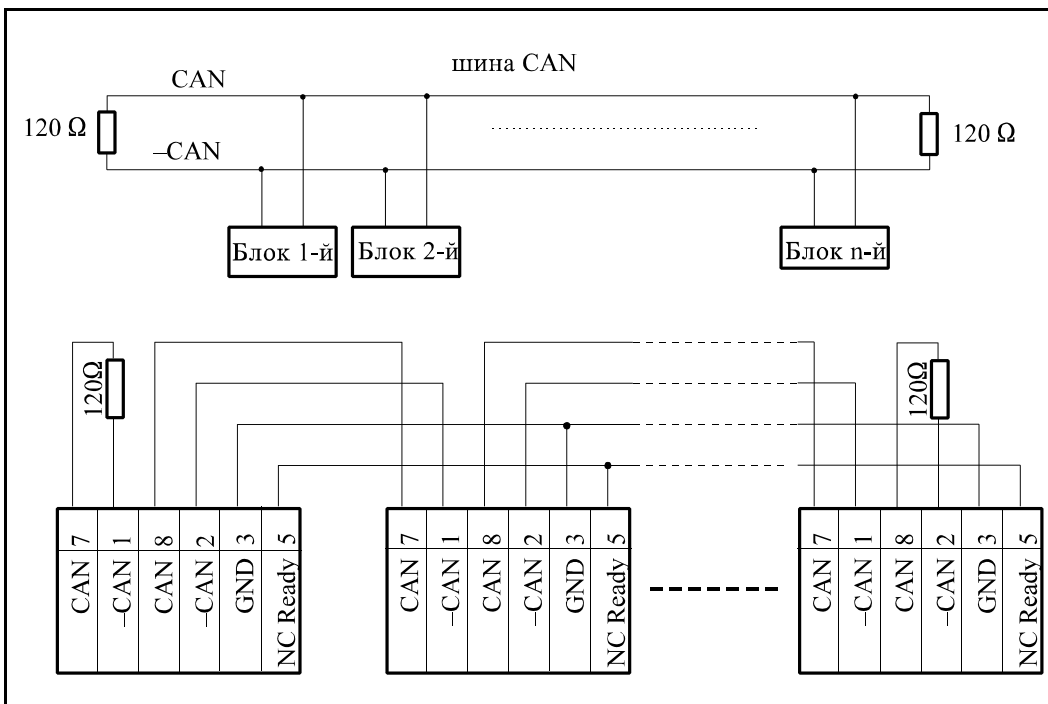 шина CAN
CAN
120 Ω
120 Ω
–CAN
Блок 1-й
Блок 2-й
Блок n-й
120Ω
120Ω
CAN 7
–CAN 1
CAN 8
–CAN 2
GND 3
NC Ready 5
CAN 7
–CAN 1
CAN 8
–CAN 2
GND 3
NC Ready 5
CAN 7
–CAN 1
CAN 8
–CAN 2
GND 3
NC Ready 5